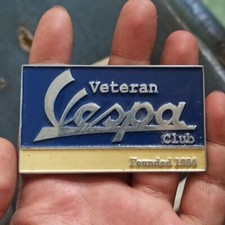 Veteran
Vespa
Club
Founded 1984